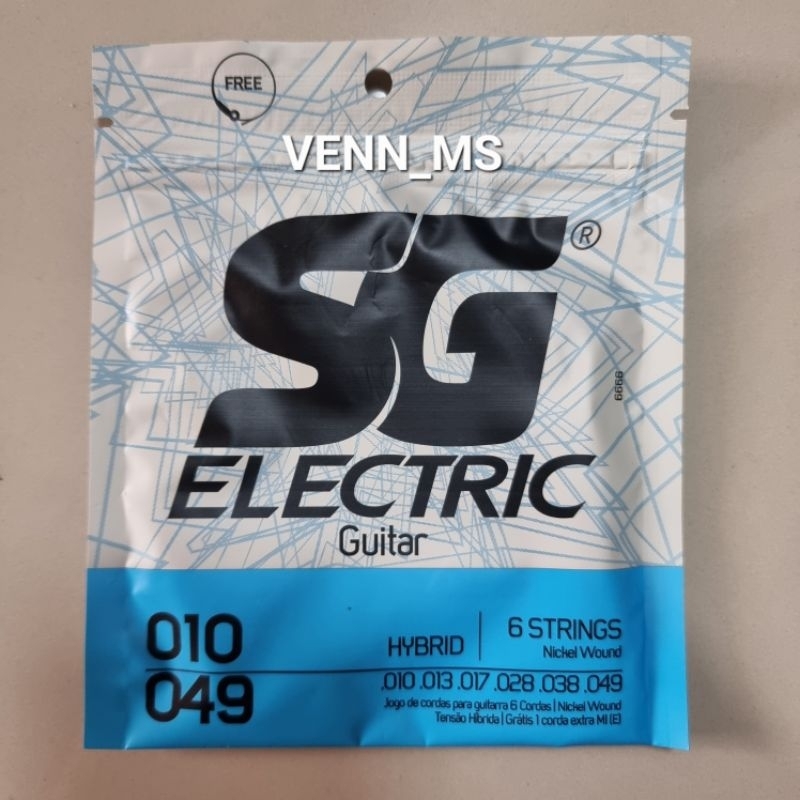 FREE
VENN_MS
SG®
ELECTRIC
Guitar
9999
010
049
HYBRID | 6 STRINGS
Nickel Wound
.010 .013 .017 .028 .038 .049
Jogo de cordas para guitarra 6 Cordas | Nickel Wound
Tensão Híbrida | Grátis 1 corda extra MI (E)